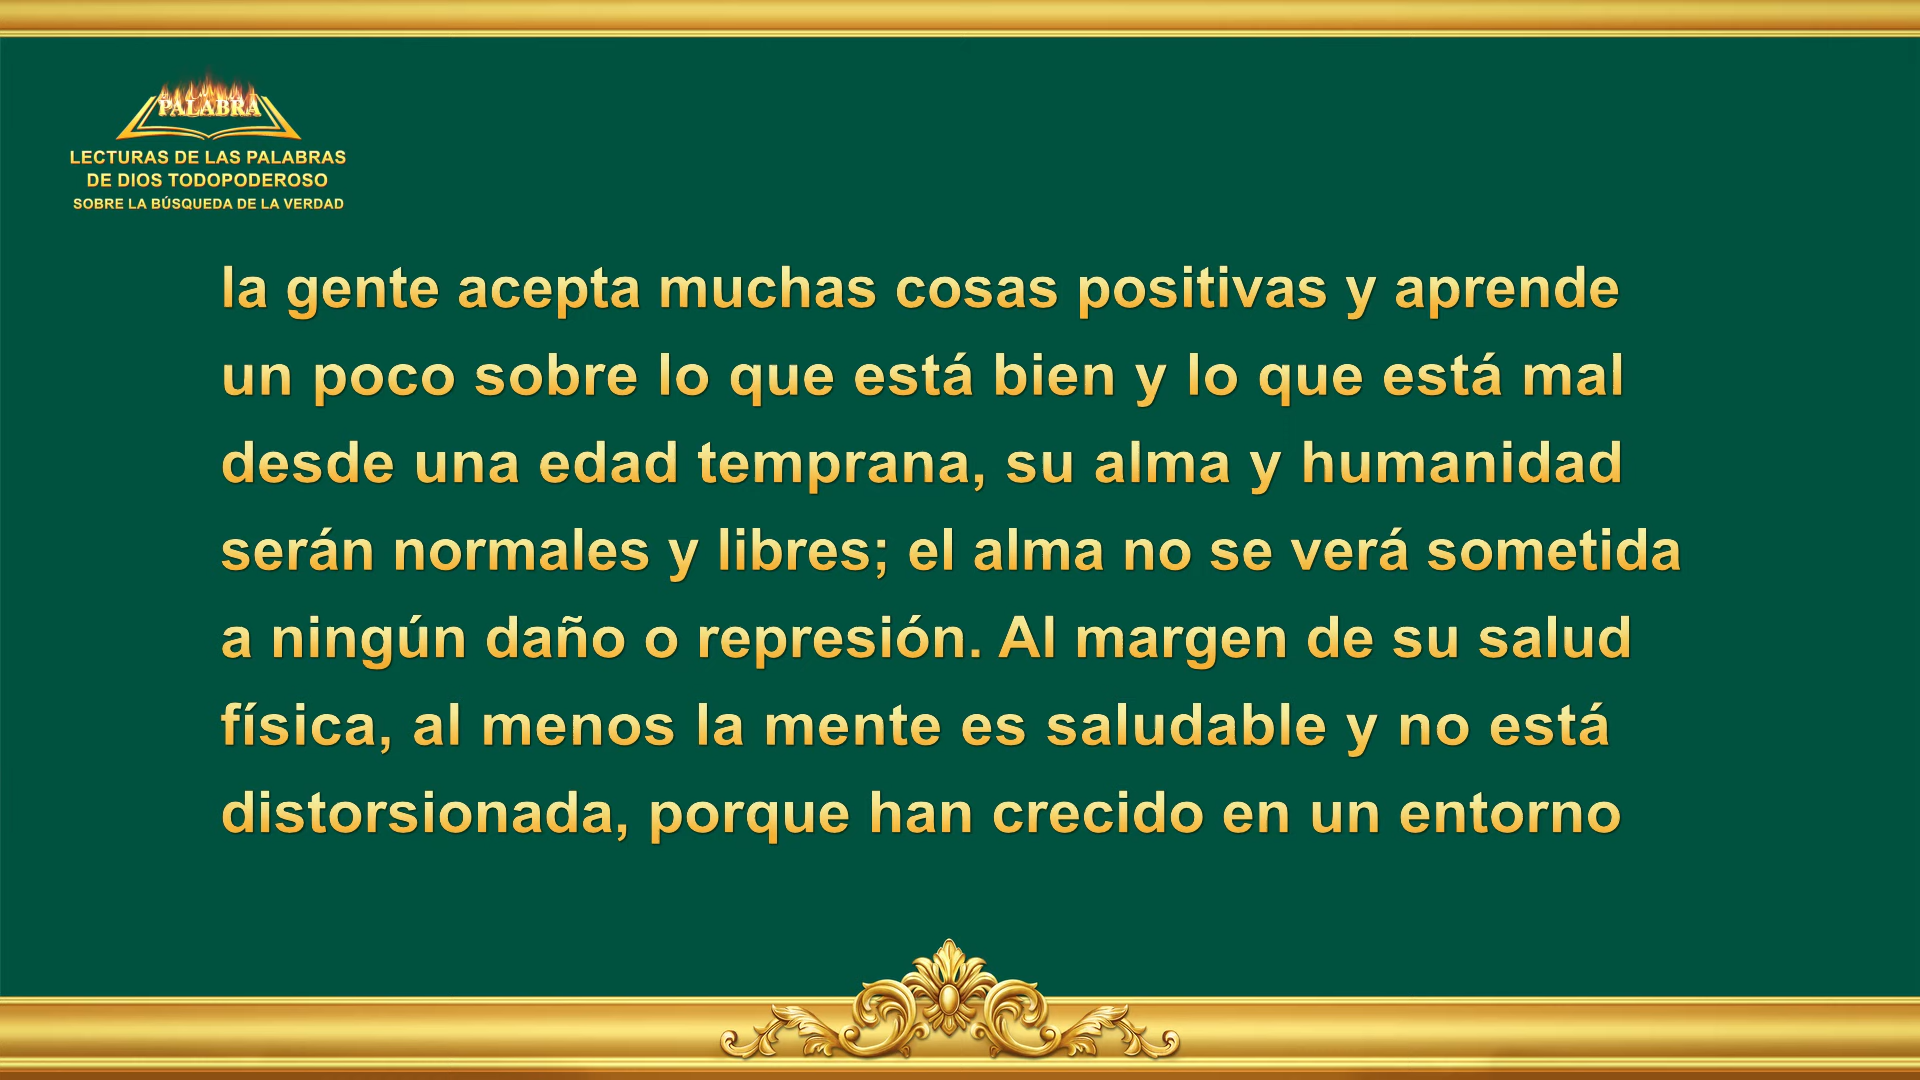 PALABRA
LECTURAS DE LAS PALABRAS
DE DIOS TODOPODEROSO
SOBRE LA BÚSQUEDA DE LA VERDAD
la gente acepta muchas cosas positivas y aprende
un poco sobre lo que está bien y lo que está mal
desde una edad temprana, su alma y humanidad
serán normales y libres; el alma no se verá sometida
a ningún daño o represión. Al margen de su salud
física, al menos la mente es saludable y no está
distorsionada, porque han crecido en un entorno